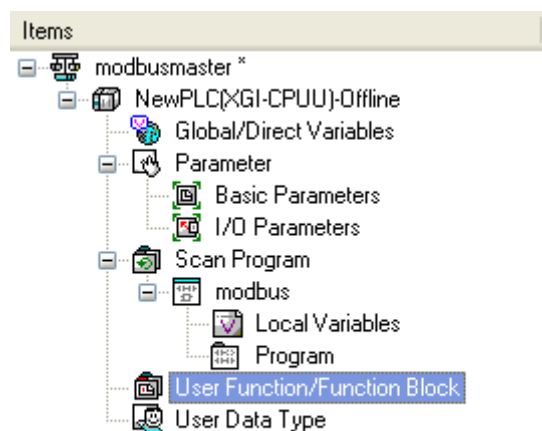 Items
modbusmaster *
NewPLC(XGI-CPUU)-Offline
Global/Direct Variables
Parameter
Basic Parameters
I/O Parameters
Scan Program
modbus
Local Variables
Program
User Function/Function Block
User Data Type